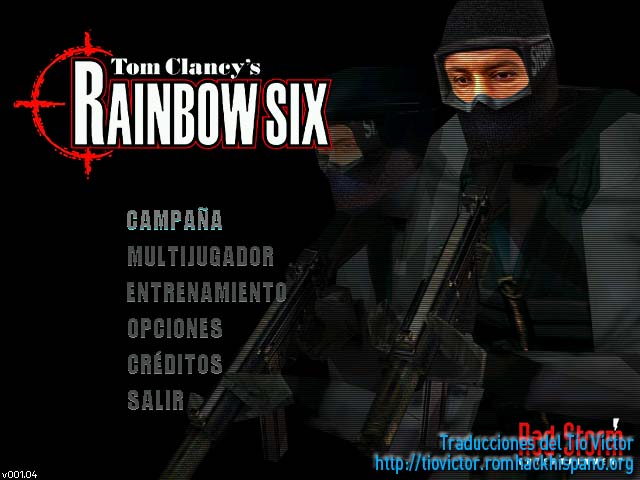 Tom Clancy's
RAINBOW SIX
CAMPAÑA
MULTIJUGADOR
ENTRENAMIENTO
OPCIONES
CRÉDITOS
SALIR
Red Storm
Traducciones del TioVictor
http://tiovictor.romhackhispano.org
v001.04